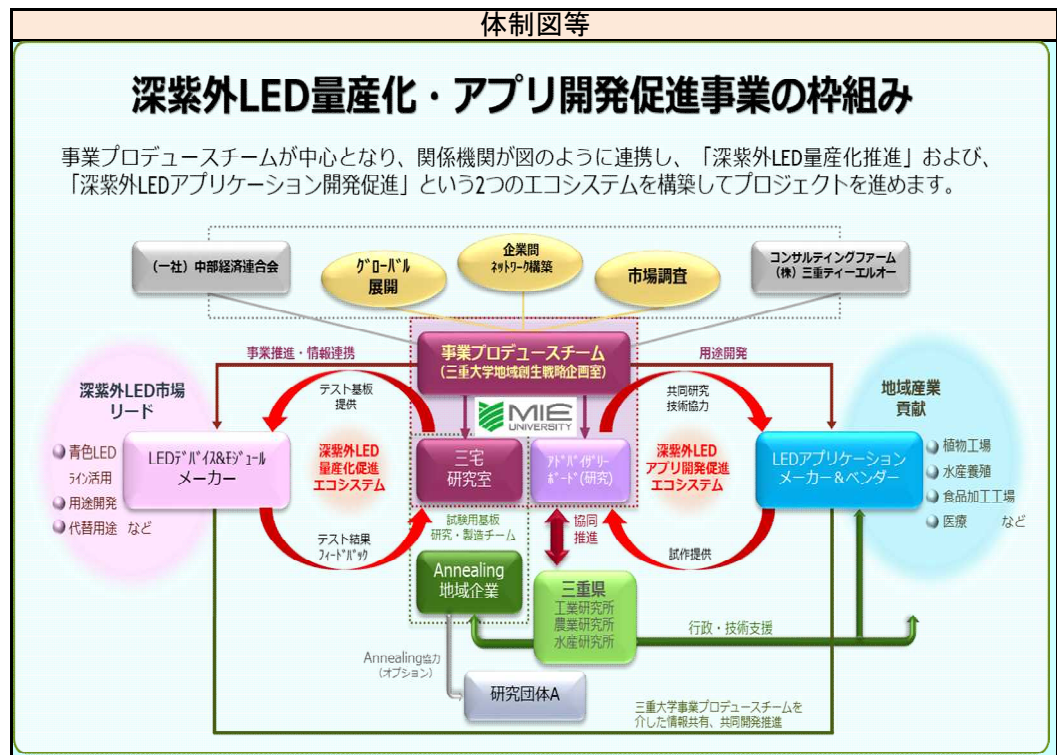 体制図等
深紫外LED量産化・アプリ開発促進事業の枠組み
事業プロデュースチームが中心となり、関係機関が図のように連携し、「深紫外LED量産化推進」および、
「深紫外LEDアプリケーション開発促進」という2つのエコシステムを構築してプロジェクトを進めます。
（一社）中部経済連合会
ｸﾞﾛｰﾊﾞﾙ
展開
企業間
ﾈｯﾄﾜｰｸ構築
市場調査
コンサルティングファーム
（株）三重ティーエルオー
事業プロデュースチーム
（三重大学地域創生戦略企画室）
事業推進・情報連携
用途開発
深紫外LED市場
リード
青色LED
ﾗｲﾝ活用
用途開発
代替用途 など
LEDﾃﾞﾊﾞｲｽ&ﾓｼﾞｭｰﾙ
メーカー
テスト基板
提供
深紫外LED
量産化促進
エコシステム
テスト結果
ﾌｨｰﾄﾞﾊﾞｯｸ
MIE
UNIVERSITY
三宅
研究室
ｱﾄﾞﾊﾞｲｻﾞﾘｰ
ﾎﾞｰﾄﾞ(研究)
共同研究
技術協力
深紫外LED
アプリ開発促進
エコシステム
試作提供
LEDアプリケーション
メーカー＆ベンダー
地域産業
貢献
植物工場
水産養殖
食品加工工場
医療 など
試験用基板
研究・製造チーム
協同
推進
Annealing
地域企業
三重県
工業研究所
農業研究所
水産研究所
行政・技術支援
Annealing協力
（オプション）
研究団体A
三重大学事業プロデュースチームを
介した情報共有、共同開発推進